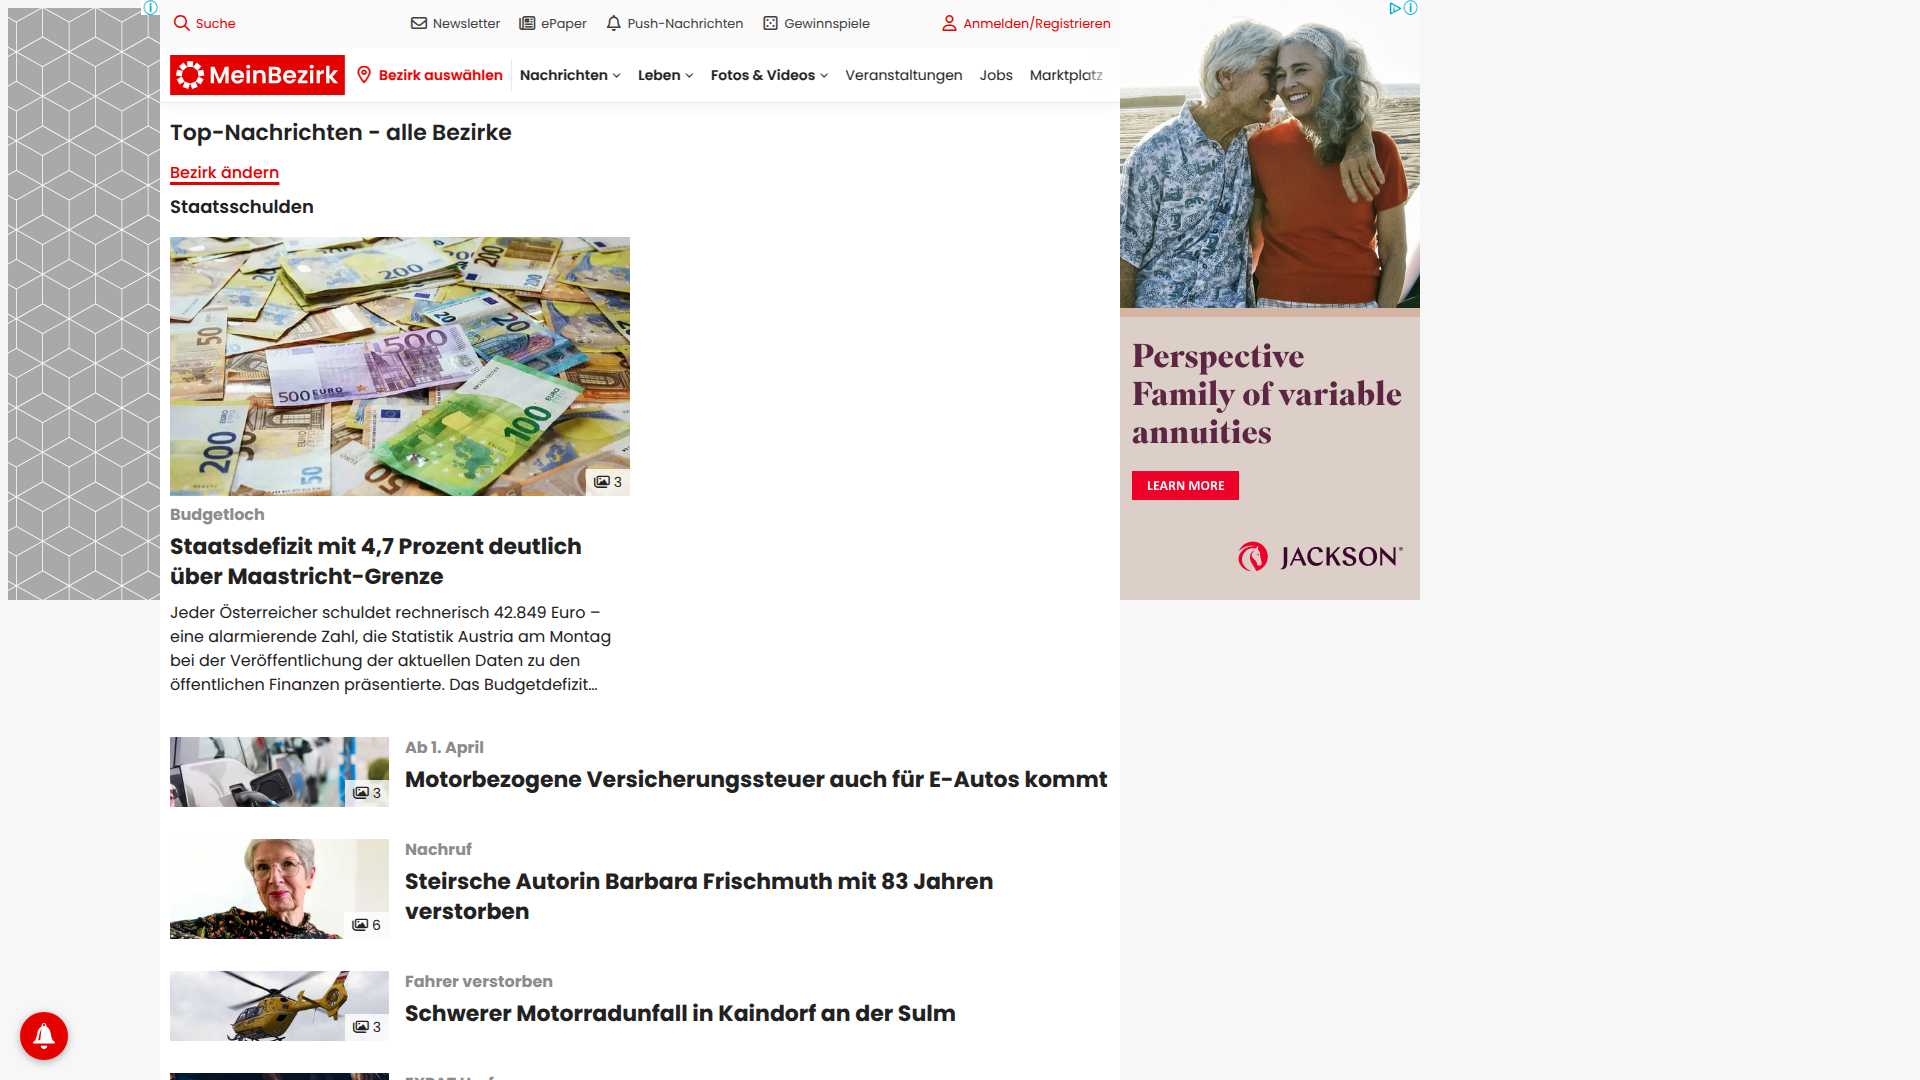 Suche
Newsletter
ePaper
Push-Nachrichten
Gewinnspiele
Anmelden/Registrieren
MeinBezirk
Bezirk auswählen
Nachrichten
Leben
Fotos & Videos
Veranstaltungen
Jobs
Marktplatz
Top-Nachrichten - alle Bezirke
Bezirk ändern
Staatsschulden
3
Budgetloch
Staatsdefizit mit 4,7 Prozent deutlich
über Maastricht-Grenze
Jeder Österreicher schuldet rechnerisch 42.849 Euro –
eine alarmierende Zahl, die Statistik Austria am Montag
bei der Veröffentlichung der aktuellen Daten zu den
öffentlichen Finanzen präsentierte. Das Budgetdefizit...
3
Ab 1. April
Motorbezogene Versicherungssteuer auch für E-Autos kommt
6
Nachruf
Steirsche Autorin Barbara Frischmuth mit 83 Jahren
verstorben
3
Fahrer verstorben
Schwerer Motorradunfall in Kaindorf an der Sulm
Perspective
Family of variable
annuities
LEARN MORE
JACKSON®